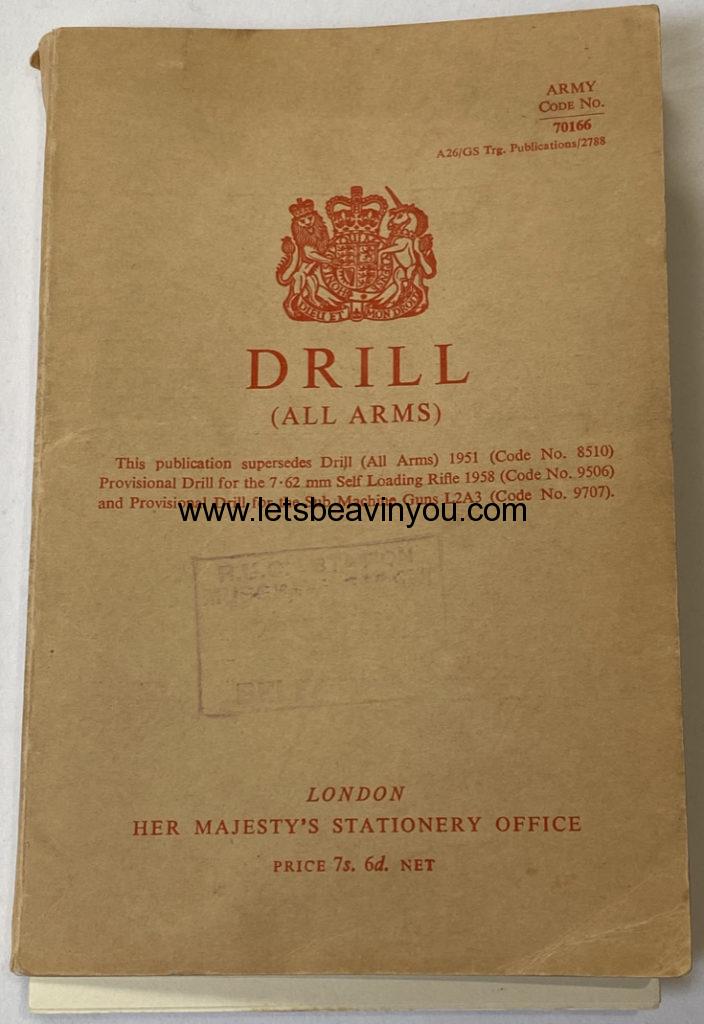 ARMY
CODE No.
70166
A26/GS Trg. Publications/2788
DIEU ET MON DROIT
DRILL
(ALL ARMS)
This publication supersedes Drill (All Arms) 1951 (Code No. 8510)
Provisional Drill for the 7·62 mm Self Loading Rifle 1958 (Code No. 9506)
and Provisional Drill for the Sub Machine Guns L2A3 (Code No. 9707).
www.letsbeavinyou.com
R.U.C. STATION
LONDON
HER MAJESTY'S STATIONERY OFFICE
PRICE 7s. 6d. NET